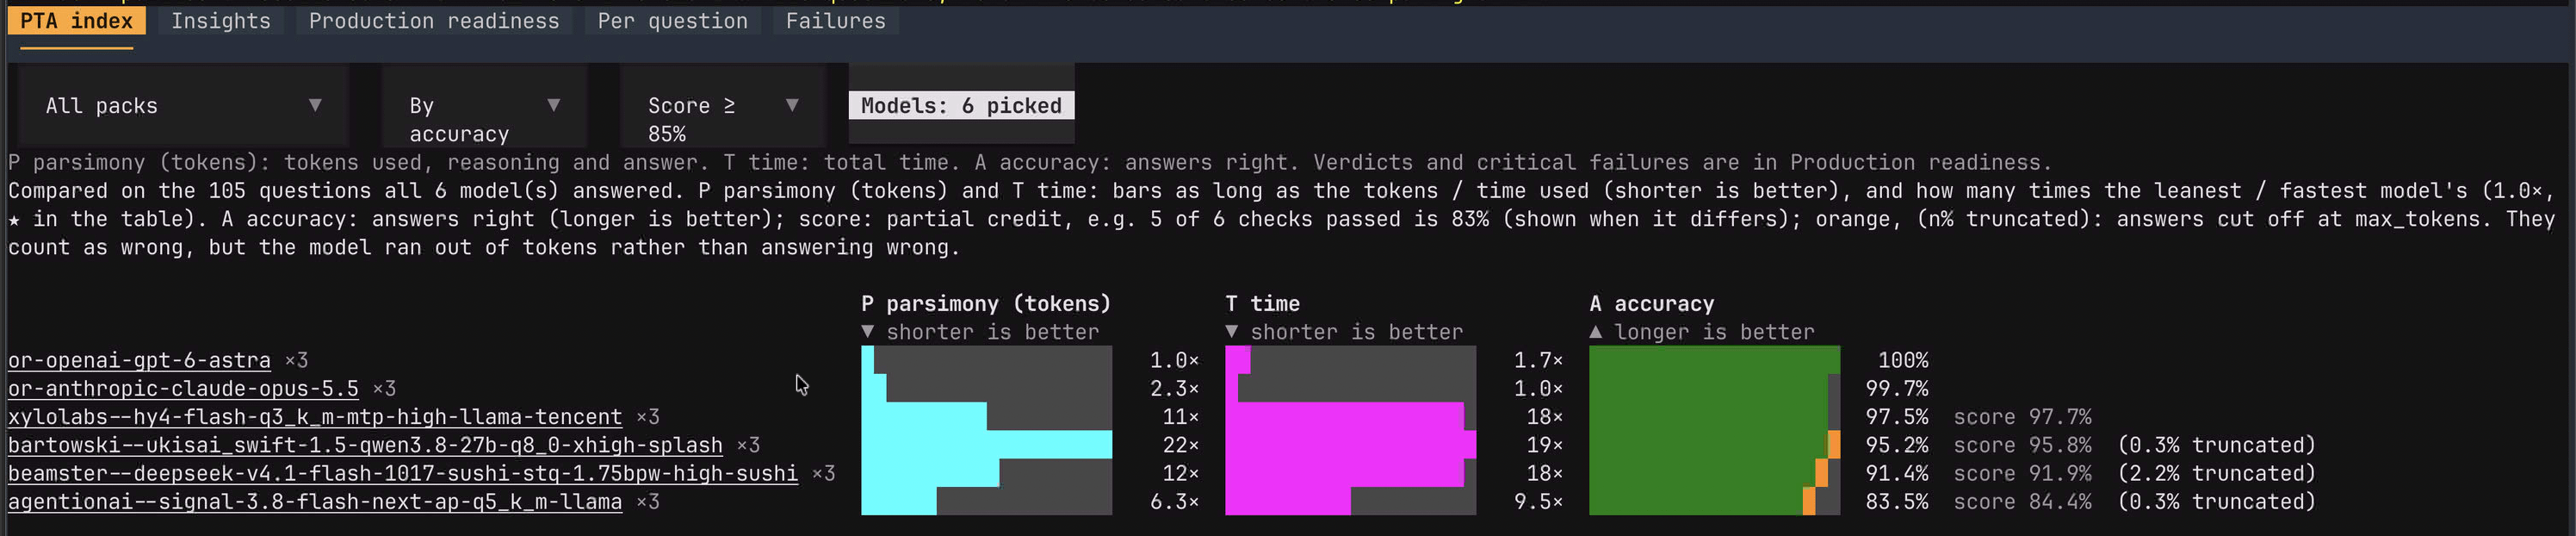 PTA index Insights Production readiness Per question Failures
All packs ▼ By accuracy ▼ Score ≥ 85% ▼ Models: 6 picked
P parsimony (tokens): tokens used, reasoning and answer. T time: total time. A accuracy: answers right. Verdicts and critical failures are in Production readiness.
Compared on the 105 questions all 6 model(s) answered. P parsimony (tokens) and T time: bars as long as the tokens / time used (shorter is better), and how many times the leanest / fastest model's (1.0×,
★ in the table). A accuracy: answers right (longer is better); score: partial credit, e.g. 5 of 6 checks passed is 83% (shown when it differs); orange, (n% truncated): answers cut off at max_tokens. They
count as wrong, but the model ran out of tokens rather than answering wrong.
P parsimony (tokens) T time A accuracy
▼ shorter is better ▼ shorter is better ▲ longer is better
or-openai-gpt-6-astra ×3 1.0× 1.7× 100%
or-anthropic-claude-opus-5.5 ×3 2.3× 1.0× 99.7%
xylolabs--hy4-flash-q3_k_m-mtp-high-llama-tencent ×3 11× 18× 97.5% score 97.7%
bartowski--ukisai_swift-1.5-qwen3.8-27b-q8_0-xhigh-splash ×3 22× 19× 95.2% score 95.8% (0.3% truncated)
beamster--deepseek-v4.1-flash-1017-sushi-stq-1.75bpw-high-sushi ×3 12× 18× 91.4% score 91.9% (2.2% truncated)
agentionai--signal-3.8-flash-next-ap-q5_k_m-llama ×3 6.3× 9.5× 83.5% score 84.4% (0.3% truncated)